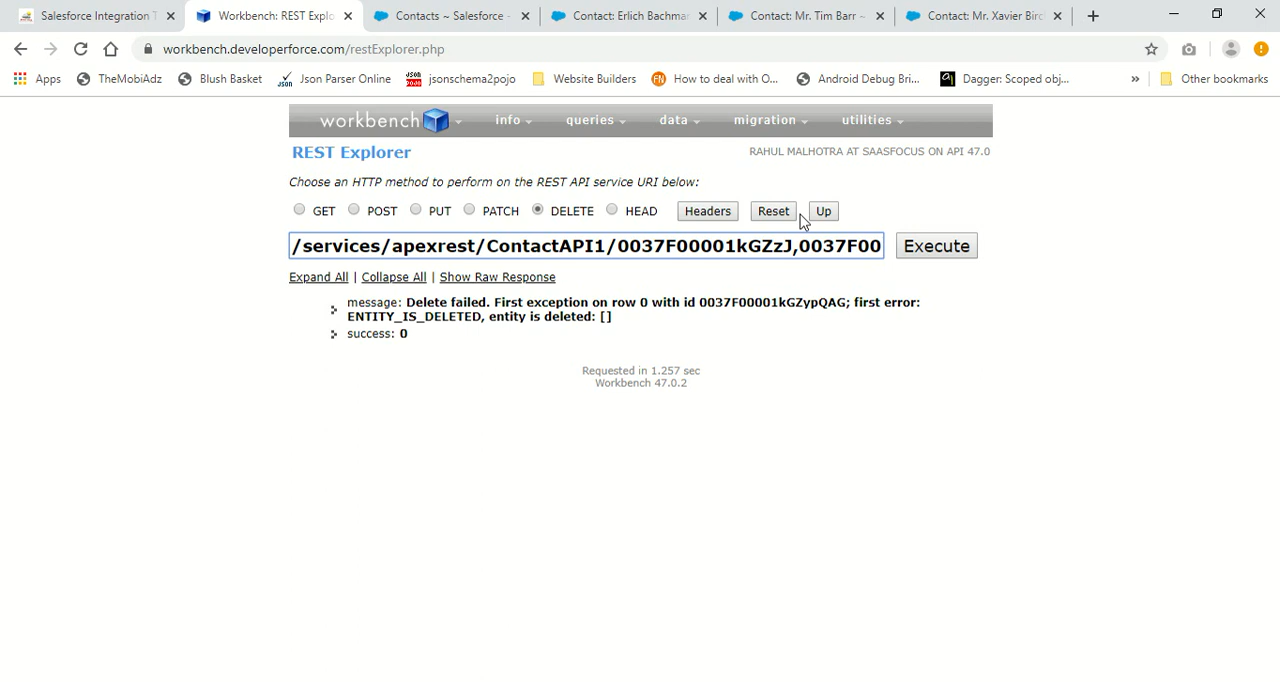 Salesforce Integration T
Workbench: REST Explo
Contacts ~ Salesforce -
Contact: Erlich Bachmar
Contact: Mr. Tim Barr ~
Contact: Mr. Xavier Birc
workbench.developerforce.com/restExplorer.php
Apps
TheMobiAdz
Blush Basket
JSON
Json Parser Online
JSON
POJO
jsonschema2pojo
Website Builders
FN
How to deal with O...
Android Debug Bri...
Dagger: Scoped obj...
»
Other bookmarks
workbench
info
queries
data
migration
utilities
REST Explorer
RAHUL MALHOTRA AT SAASFOCUS ON API 47.0
Choose an HTTP method to perform on the REST API service URI below:
GET POST PUT PATCH DELETE HEAD Headers Reset Up
/services/apexrest/ContactAPI1/0037F00001kGZzJ,0037F00 Execute
Expand All | Collapse All | Show Raw Response
message: Delete failed. First exception on row 0 with id 0037F00001kGZypQAG; first error:
ENTITY_IS_DELETED, entity is deleted: []
success: 0
Requested in 1.257 sec
Workbench 47.0.2